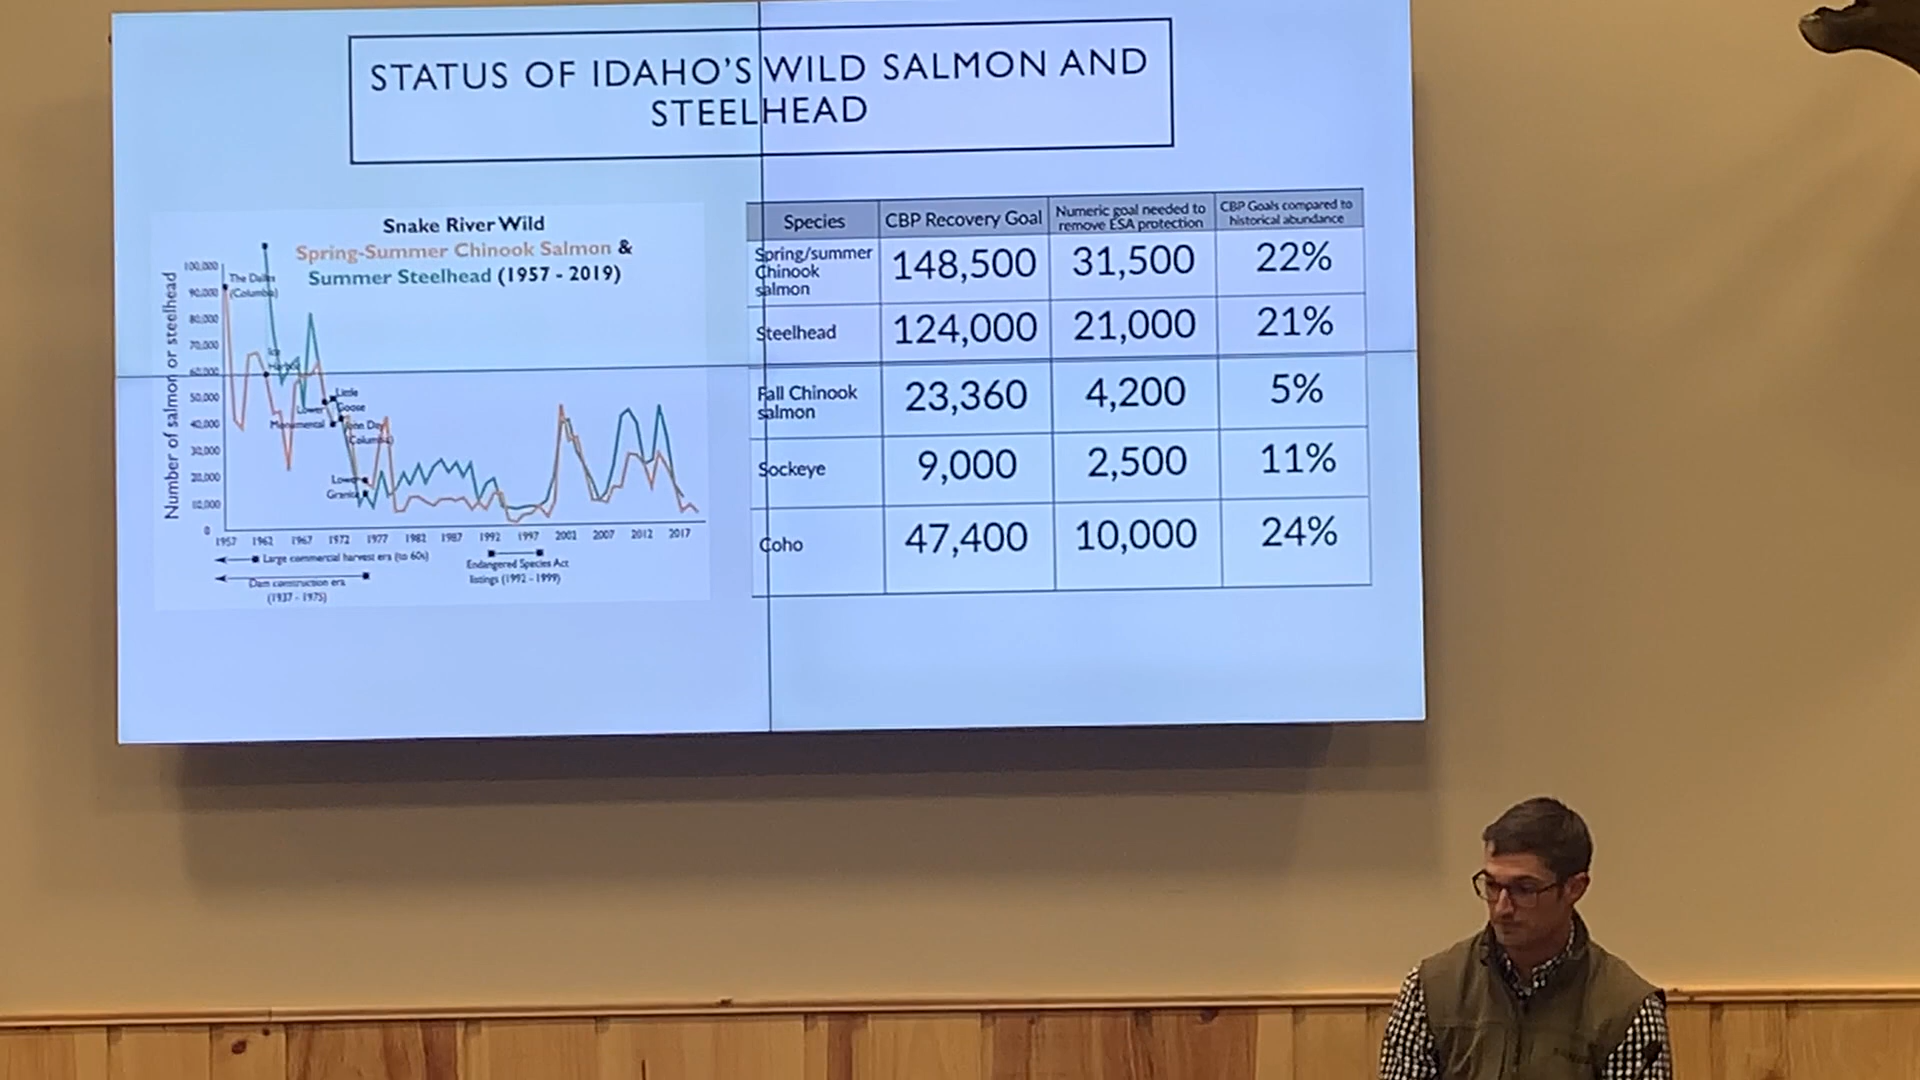 STATUS OF IDAHO'S WILD SALMON AND
STEELHEAD
Snake River Wild
Spring-Summer Chinook Salmon &
Summer Steelhead (1957 - 2019)
Number of salmon or steelhead
100,000
90,000
80,000
70,000
60,000
50,000
40,000
30,000
20,000
10,000
0
The Dalles
(Columbia)
Ice
Harbor
Lower
Monumental
Little
Goose
John Day
(Columbia)
Lower
Granite
1957 1962 1967 1972 1977 1982 1987 1992 1997 2002 2007 2012 2017
Large commercial harvest era (to 60s)
Dam construction era
(1937 - 1975)
Endangered Species Act
listings (1992 - 1999)
Species CBP Recovery Goal Numeric goal needed to remove ESA protection CBP Goals compared to historical abundance
Spring/summer Chinook salmon 148,500 31,500 22%
Steelhead 124,000 21,000 21%
Fall Chinook salmon 23,360 4,200 5%
Sockeye 9,000 2,500 11%
Coho 47,400 10,000 24%